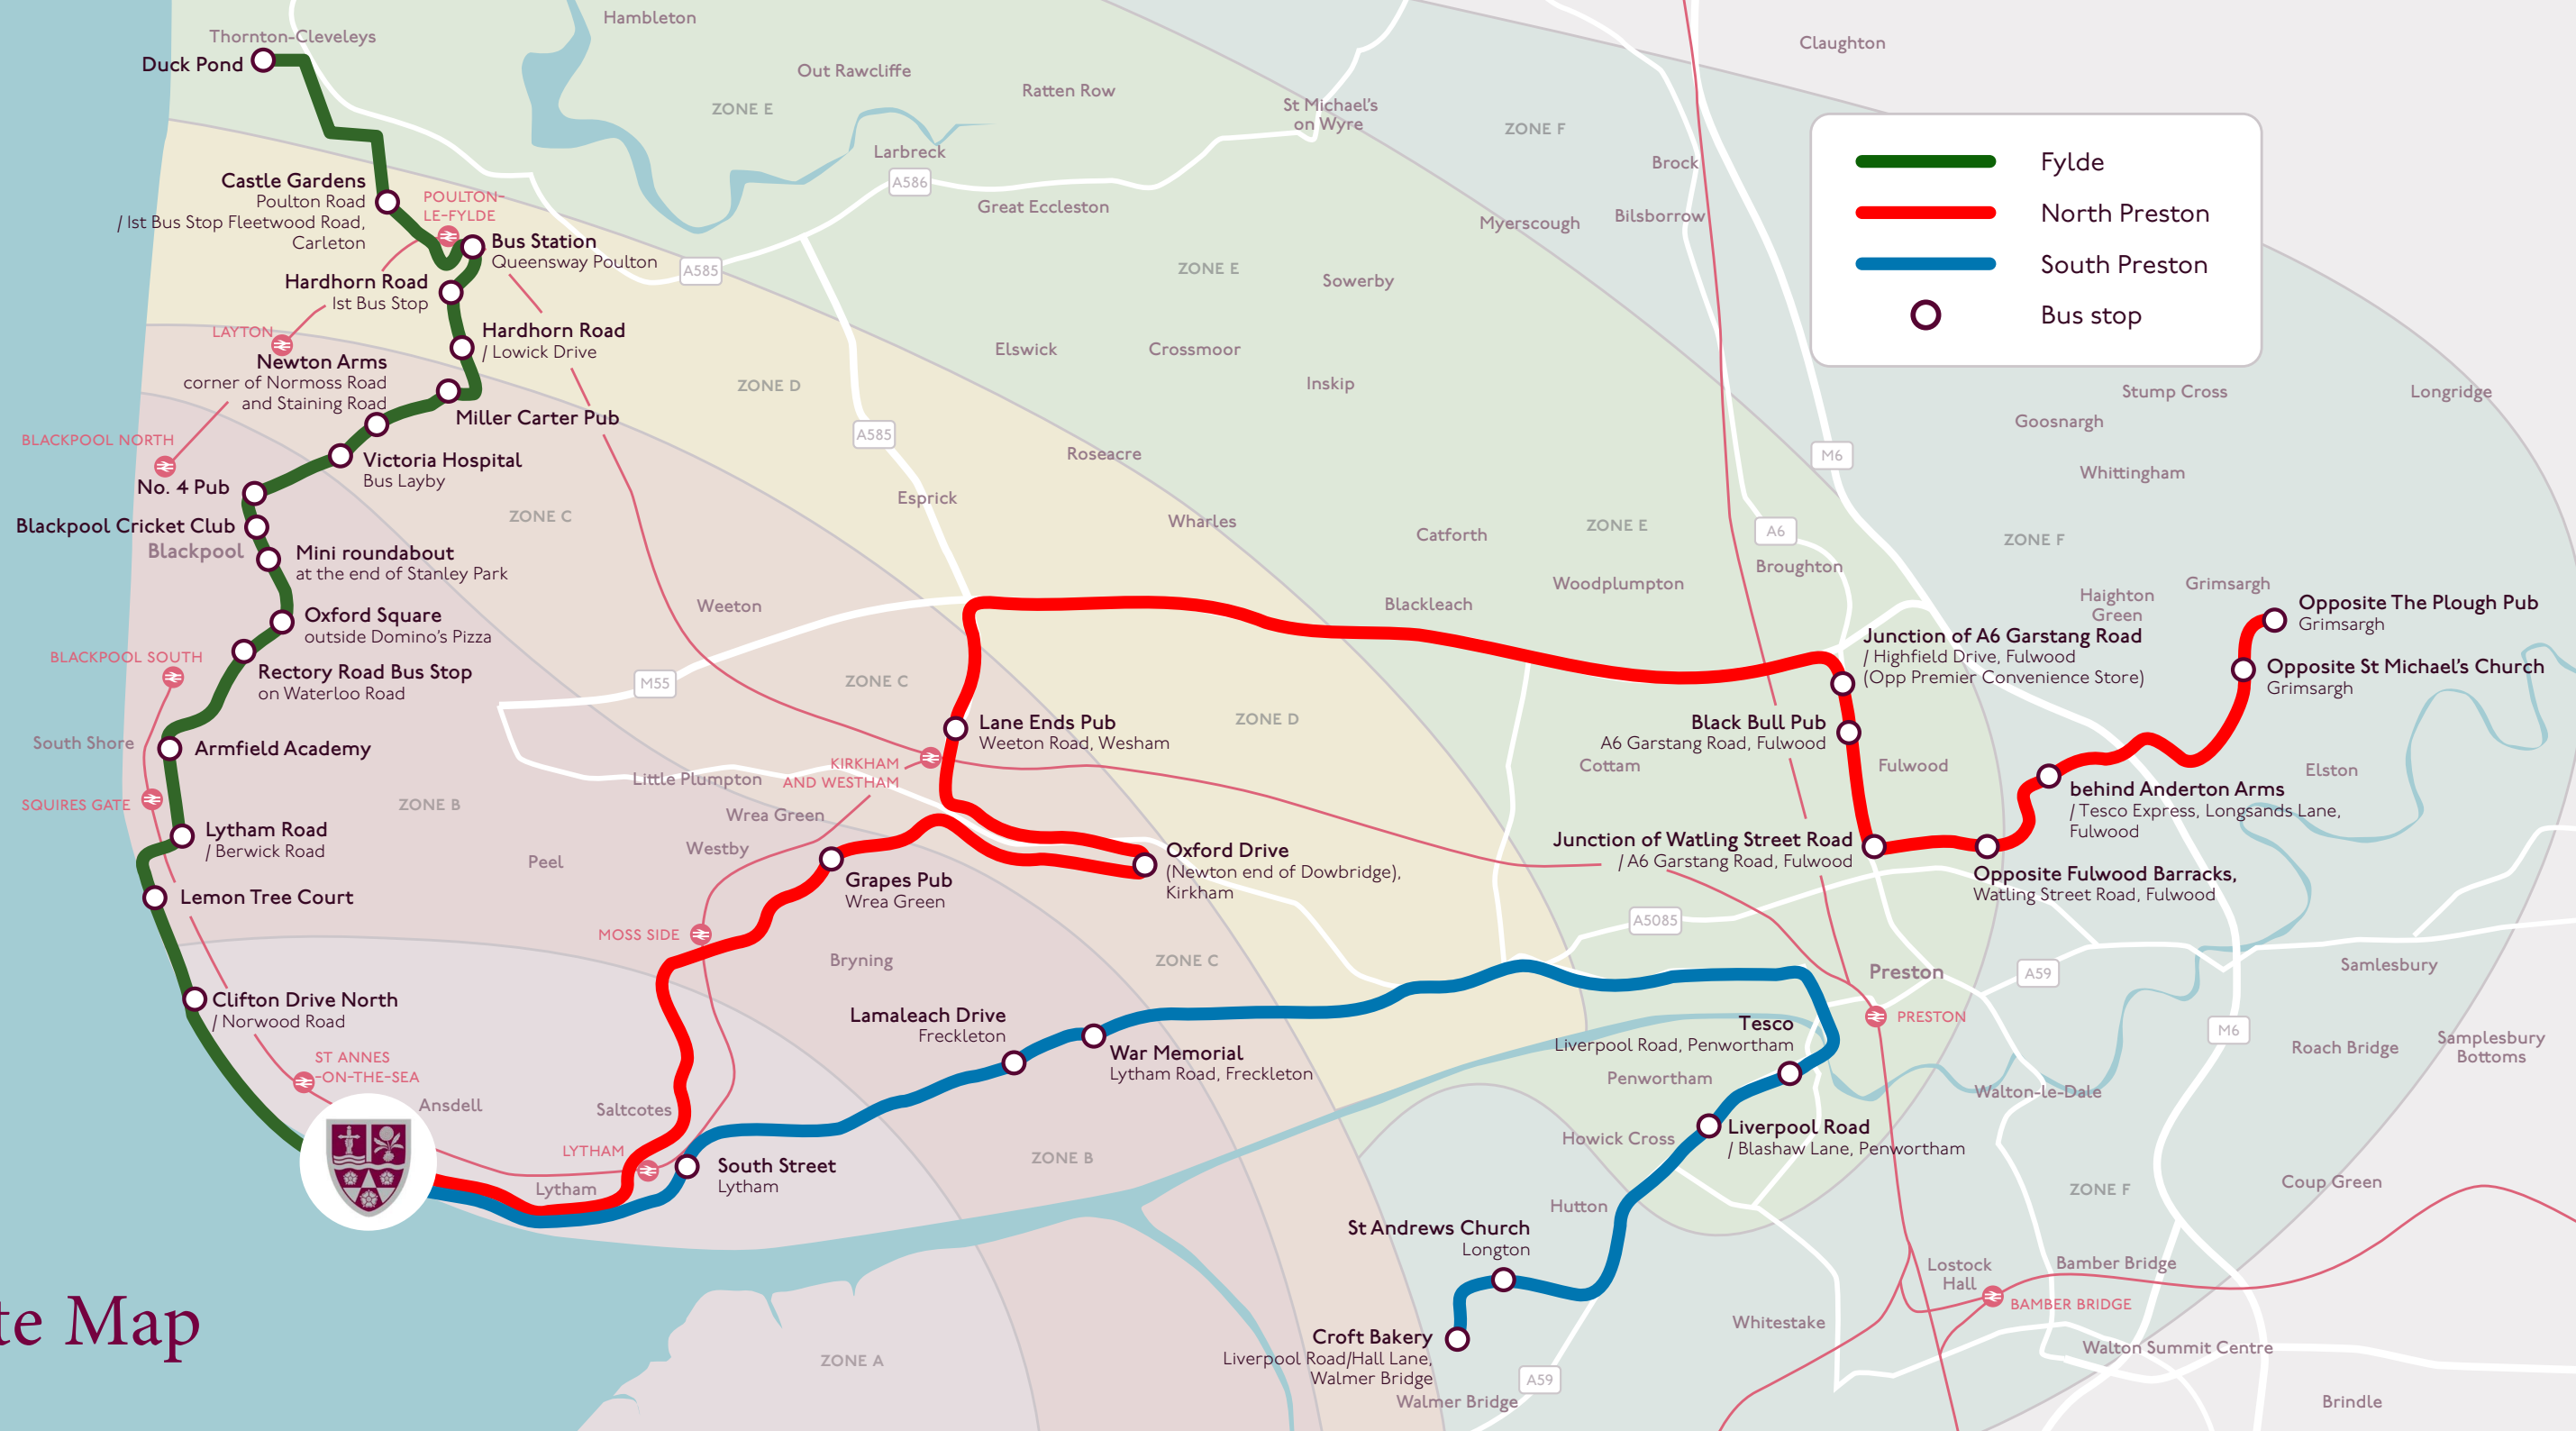 Hambleton
Claughton
Thornton-Cleveleys
Duck Pond
Out Rawcliffe
Ratten Row
ZONE E
St Michael's
on Wyre
ZONE F
Larbreck
A586
Brock
Great Eccleston
Myerscough
Bilsborrow
Fylde
North Preston
South Preston
Bus stop
Castle Gardens
Poulton Road
/ Ist Bus Stop Fleetwood Road,
Carleton
POULTON-
LE-FYLDE
Bus Station
Queensway Poulton
A585
ZONE E
Sowerby
Hardhorn Road
Ist Bus Stop
LAYTON
Hardhorn Road
/ Lowick Drive
Elswick
Crossmoor
Inskip
Newton Arms
corner of Normoss Road
and Staining Road
ZONE D
Stump Cross
Longridge
Goosnargh
Miller Carter Pub
A585
BLACKPOOL NORTH
Roseacre
M6
Whittingham
Victoria Hospital
Bus Layby
No. 4 Pub
Esprick
Wharles
ZONE C
Catforth
ZONE E
A6
ZONE F
Blackpool Cricket Club
Blackpool
Mini roundabout
at the end of Stanley Park
Broughton
Woodplumpton
Blackleach
Haighton
Green
Grimsargh
Weeton
Opposite The Plough Pub
Grimsargh
Oxford Square
outside Domino's Pizza
Junction of A6 Garstang Road
/ Highfield Drive, Fulwood
(Opp Premier Convenience Store)
BLACKPOOL SOUTH
Rectory Road Bus Stop
on Waterloo Road
M55
ZONE C
Opposite St Michael's Church
Grimsargh
Lane Ends Pub
Weeton Road, Wesham
ZONE D
Black Bull Pub
A6 Garstang Road, Fulwood
South Shore
Armfield Academy
Cottam
Fulwood
Elston
KIRKHAM
AND WESTHAM
Little Plumpton
behind Anderton Arms
/ Tesco Express, Longsands Lane,
Fulwood
SQUIRES GATE
ZONE B
Wrea Green
Lytham Road
/ Berwick Road
Peel
Westby
Oxford Drive
(Newton end of Dowbridge),
Kirkham
Junction of Watling Street Road
/ A6 Garstang Road, Fulwood
Grapes Pub
Wrea Green
Opposite Fulwood Barracks,
Watling Street Road, Fulwood
Lemon Tree Court
MOSS SIDE
A5085
Bryning
ZONE C
Preston
A59
Samlesbury
Clifton Drive North
/ Norwood Road
Lamaleach Drive
Freckleton
PRESTON
Tesco
Liverpool Road, Penwortham
M6
War Memorial
Lytham Road, Freckleton
Roach Bridge
Samplesbury
Bottoms
ST ANNES
-ON-THE-SEA
Penwortham
Walton-le-Dale
Ansdell
Saltcotes
Howick Cross
Liverpool Road
/ Blashaw Lane, Penwortham
LYTHAM
South Street
Lytham
ZONE B
Lytham
ZONE F
Coup Green
Hutton
St Andrews Church
Longton
Lostock
Hall
Bamber Bridge
BAMBER BRIDGE
te Map
Croft Bakery
Liverpool Road/Hall Lane,
Walmer Bridge
Whitestake
Walton Summit Centre
ZONE A
A59
Walmer Bridge
Brindle